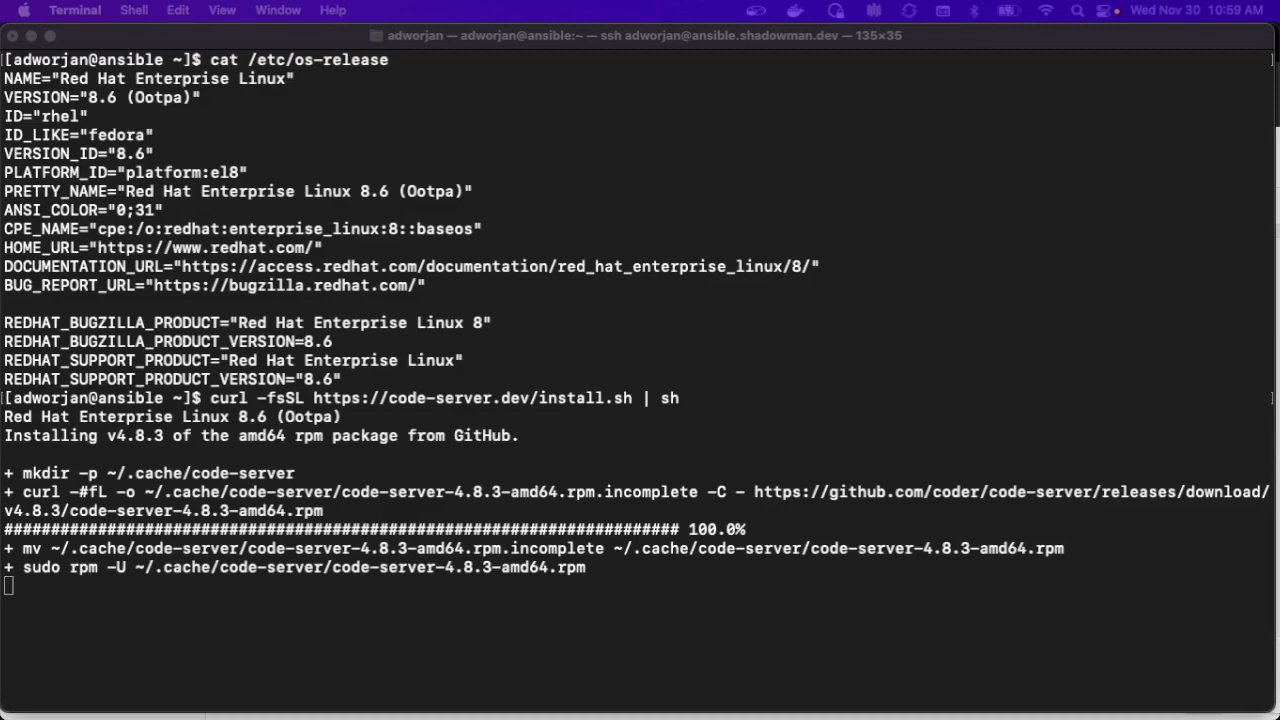 Terminal Shell Edit View Window Help Wed Nov 30 10:59 AM
adworjan — adworjan@ansible:~ — ssh adworjan@ansible.shadowman.dev — 135×35
[adworjan@ansible ~]$ cat /etc/os-release
NAME="Red Hat Enterprise Linux"
VERSION="8.6 (Ootpa)"
ID="rhel"
ID_LIKE="fedora"
VERSION_ID="8.6"
PLATFORM_ID="platform:el8"
PRETTY_NAME="Red Hat Enterprise Linux 8.6 (Ootpa)"
ANSI_COLOR="0;31"
CPE_NAME="cpe:/o:redhat:enterprise_linux:8::baseos"
HOME_URL="https://www.redhat.com/"
DOCUMENTATION_URL="https://access.redhat.com/documentation/red_hat_enterprise_linux/8/"
BUG_REPORT_URL="https://bugzilla.redhat.com/"
REDHAT_BUGZILLA_PRODUCT="Red Hat Enterprise Linux 8"
REDHAT_BUGZILLA_PRODUCT_VERSION=8.6
REDHAT_SUPPORT_PRODUCT="Red Hat Enterprise Linux"
REDHAT_SUPPORT_PRODUCT_VERSION="8.6"
[adworjan@ansible ~]$ curl -fsSL https://code-server.dev/install.sh | sh
Red Hat Enterprise Linux 8.6 (Ootpa)
Installing v4.8.3 of the amd64 rpm package from GitHub.
+ mkdir -p ~/.cache/code-server
+ curl -#fL -o ~/.cache/code-server/code-server-4.8.3-amd64.rpm.incomplete -C - https://github.com/coder/code-server/releases/download/
v4.8.3/code-server-4.8.3-amd64.rpm
######################################################################## 100.0%
+ mv ~/.cache/code-server/code-server-4.8.3-amd64.rpm.incomplete ~/.cache/code-server/code-server-4.8.3-amd64.rpm
+ sudo rpm -U ~/.cache/code-server/code-server-4.8.3-amd64.rpm